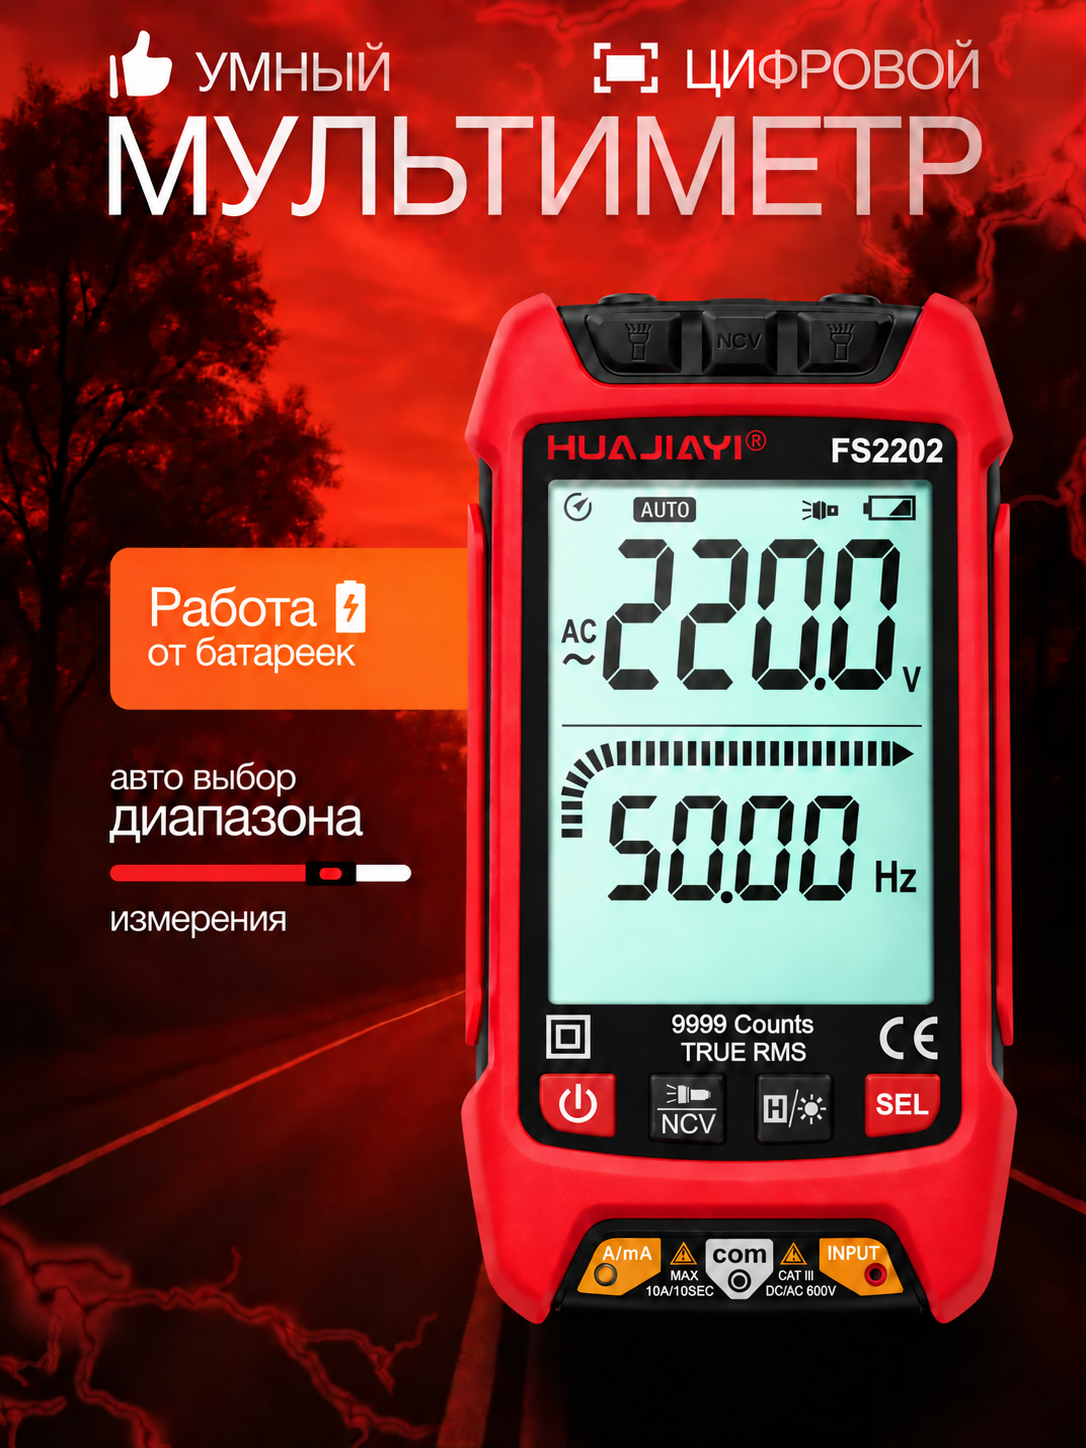 УМНЫЙ
ЦИФРОВОЙ
МУЛЬТИМЕТР
NCV
HUAJIAYI®
FS2202
AUTO
AC
~
220.0 V
50.00 Hz
Работа
от батареек
авто выбор
диапазона
измерения
9999 Counts
TRUE RMS
CE
NCV
H/
SEL
A/mA
com
INPUT
MAX
10A/10SEC
CAT III
DC/AC 600V